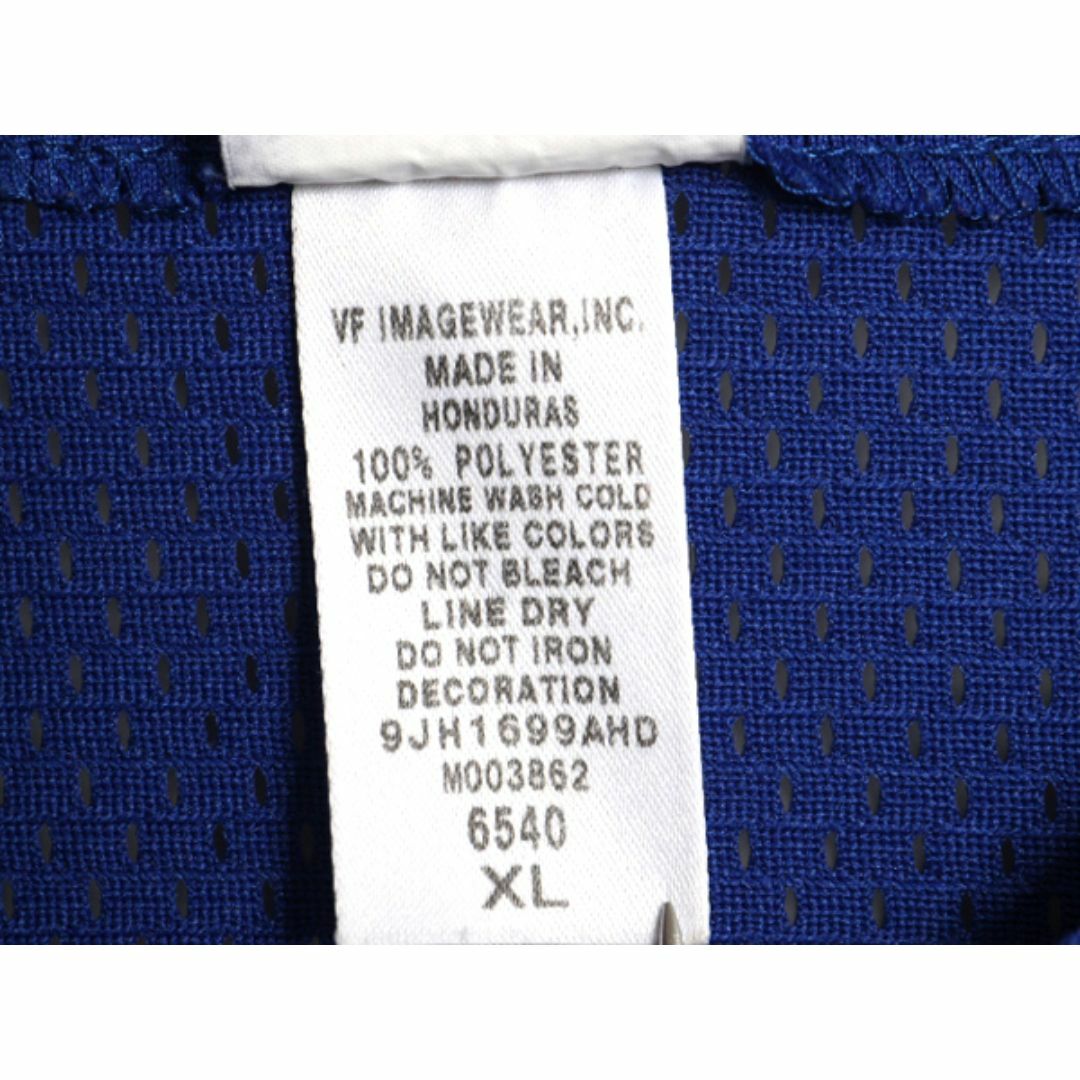 VF IMAGEWEAR,INC.
MADE IN
HONDURAS
100% POLYESTER
MACHINE WASH COLD
WITH LIKE COLORS
DO NOT BLEACH
LINE DRY
DO NOT IRON
DECORATION
9JH1699AHD
M003862
6540
XL